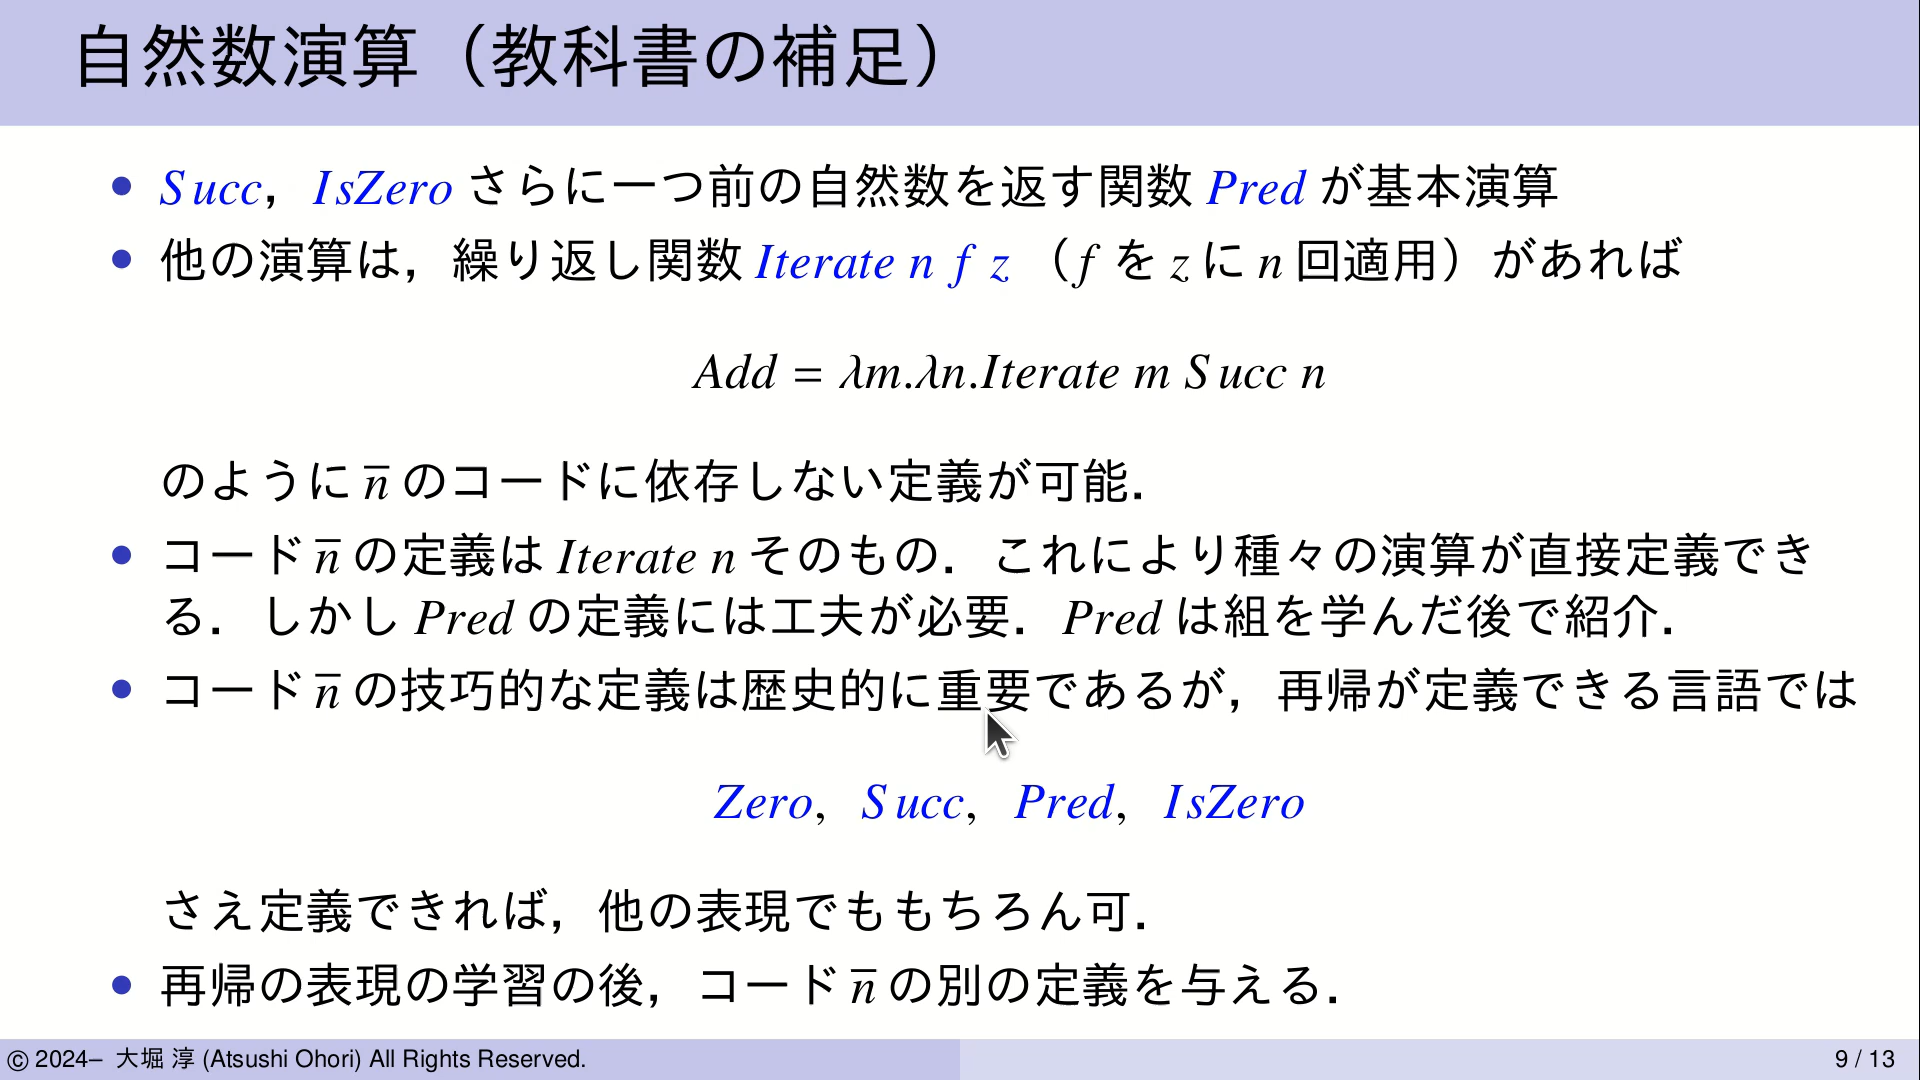 自然数演算（教科書の補足）
• Succ，IsZero さらに一つ前の自然数を返す関数 Pred が基本演算
• 他の演算は，繰り返し関数 Iterate n f z （f を z に n 回適用）があれば
Add = λm.λn.Iterate m Succ n
のように n̅ のコードに依存しない定義が可能．
• コード n̅ の定義は Iterate n そのもの．これにより種々の演算が直接定義でき
る．しかし Pred の定義には工夫が必要．Pred は組を学んだ後で紹介．
• コード n̅ の技巧的な定義は歴史的に重要であるが，再帰が定義できる言語では
Zero, Succ, Pred, IsZero
さえ定義できれば，他の表現でももちろん可．
• 再帰の表現の学習の後，コード n̅ の別の定義を与える．
© 2024– 大堀 淳 (Atsushi Ohori) All Rights Reserved.
9 / 13